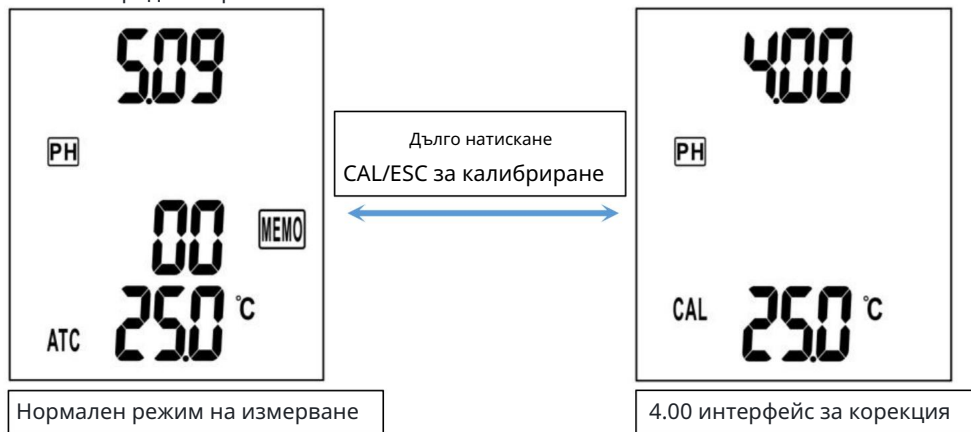 5.09
PH
00 MEMO
ATC 25.0 °C
Нормален режим на измерване
Дълго натискане
CAL/ESC за калибриране
4.00
PH
CAL 25.0 °C
4.00 интерфейс за корекция